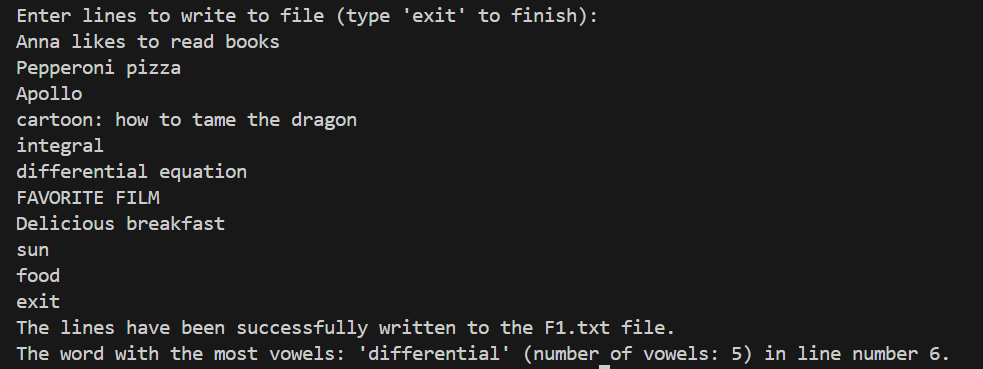 Enter lines to write to file (type 'exit' to finish):
Anna likes to read books
Pepperoni pizza
Apollo
cartoon: how to tame the dragon
integral
differential equation
FAVORITE FILM
Delicious breakfast
sun
food
exit
The lines have been successfully written to the F1.txt file.
The word with the most vowels: 'differential' (number of vowels: 5) in line number 6.